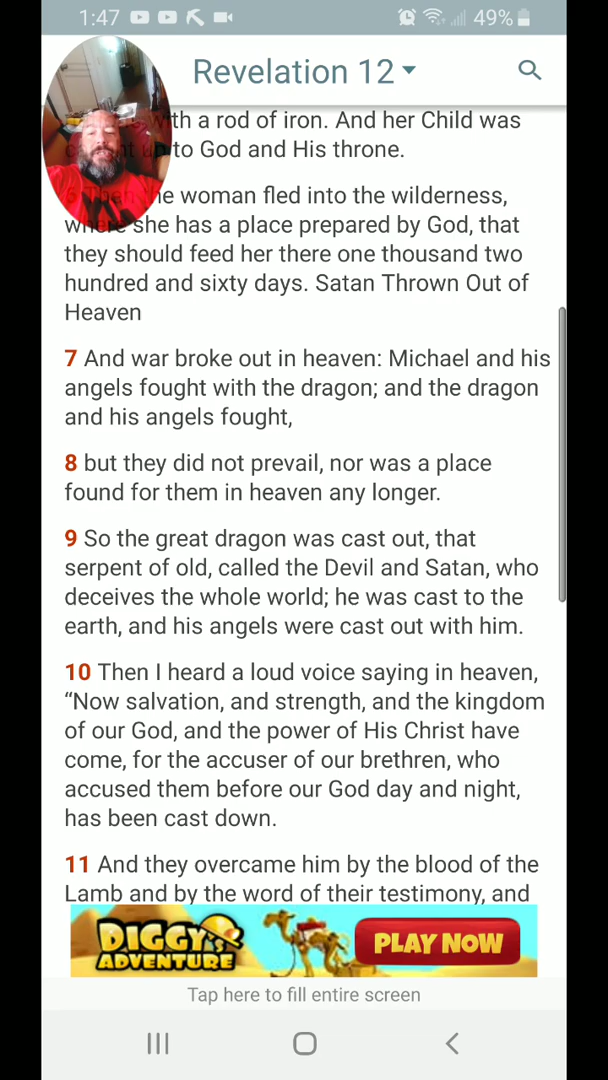 1:47
49%
Revelation 12
with a rod of iron. And her Child was
to God and His throne.
6 Then the woman fled into the wilderness,
where she has a place prepared by God, that
they should feed her there one thousand two
hundred and sixty days. Satan Thrown Out of
Heaven
7 And war broke out in heaven: Michael and his
angels fought with the dragon; and the dragon
and his angels fought,
8 but they did not prevail, nor was a place
found for them in heaven any longer.
9 So the great dragon was cast out, that
serpent of old, called the Devil and Satan, who
deceives the whole world; he was cast to the
earth, and his angels were cast out with him.
10 Then I heard a loud voice saying in heaven,
“Now salvation, and strength, and the kingdom
of our God, and the power of His Christ have
come, for the accuser of our brethren, who
accused them before our God day and night,
has been cast down.
11 And they overcame him by the blood of the
Lamb and by the word of their testimony, and
DIGGY'S
ADVENTURE
PLAY NOW
Tap here to fill entire screen